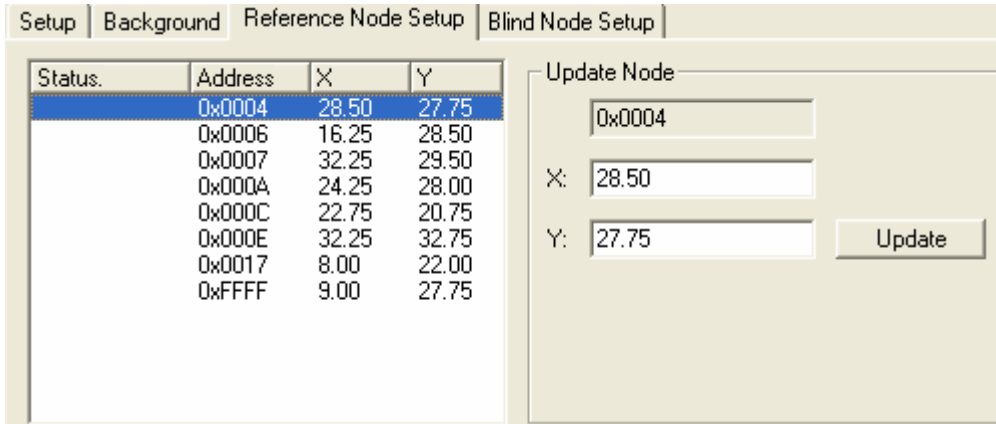 Setup Background Reference Node Setup Blind Node Setup
Status. Address X Y
0x0004 28.50 27.75
0x0006 16.25 28.50
0x0007 32.25 29.50
0x000A 24.25 28.00
0x000C 22.75 20.75
0x000E 32.25 32.75
0x0017 8.00 22.00
0xFFFF 9.00 27.75
Update Node
0x0004
X: 28.50
Y: 27.75 Update